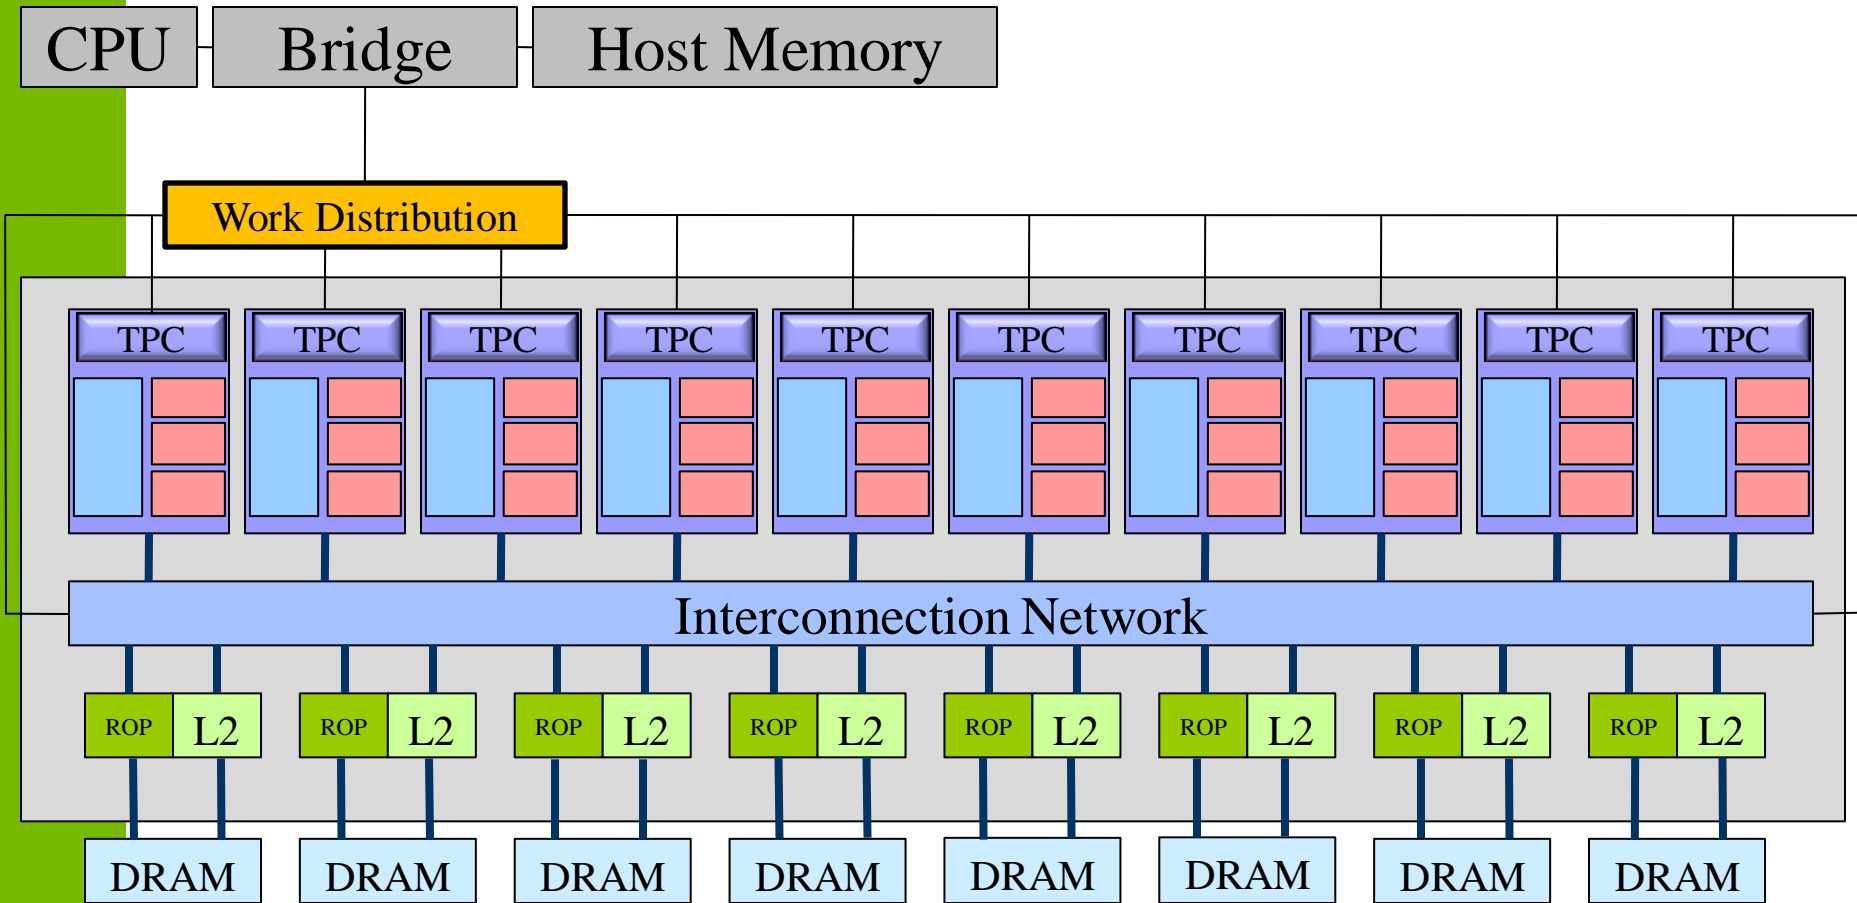 CPU Bridge Host Memory
Work Distribution
TPC TPC TPC TPC TPC TPC TPC TPC TPC TPC
Interconnection Network
ROP L2 ROP L2 ROP L2 ROP L2 ROP L2 ROP L2 ROP L2 ROP L2
DRAM DRAM DRAM DRAM DRAM DRAM DRAM DRAM